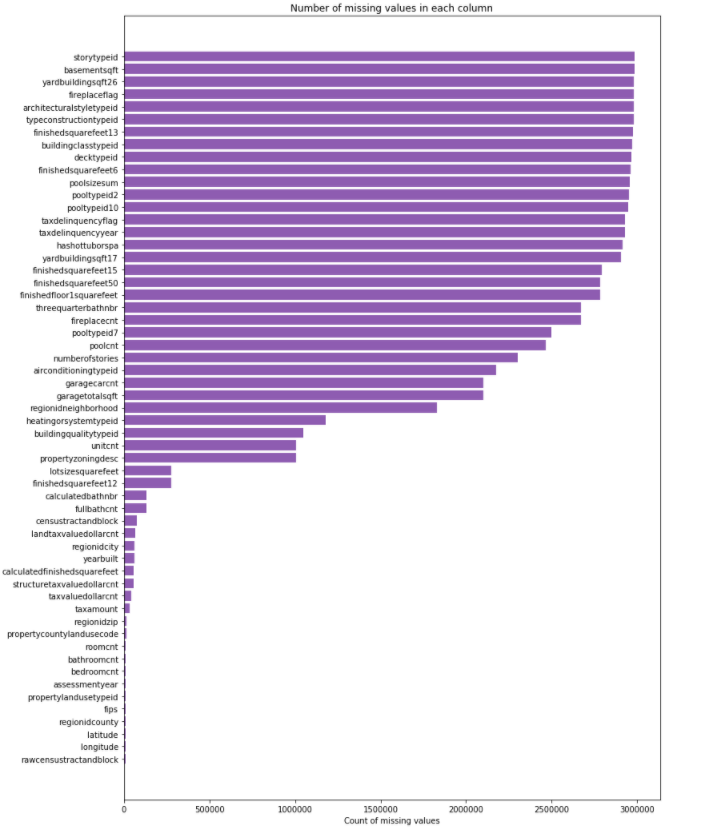 Number of missing values in each column
storytypeid
basementsqft
yardbuildingsqft26
fireplaceflag
architecturalstyletypeid
typeconstructiontypeid
finishedsquarefeet13
buildingclasstypeid
decktypeid
finishedsquarefeet6
poolsizesum
pooltypeid2
pooltypeid10
taxdelinquencyflag
taxdelinquencyyear
hashottuborspa
yardbuildingsqft17
finishedsquarefeet15
finishedsquarefeet50
finishedfloor1squarefeet
threequarterbathnbr
fireplacecnt
pooltypeid7
poolcnt
numberofstories
airconditioningtypeid
garagecarcnt
garagetotalsqft
regionidneighborhood
heatingorsystemtypeid
buildingqualitytypeid
unitcnt
propertyzoningdesc
lotsizesquarefeet
finishedsquarefeet12
calculatedbathnbr
fullbathcnt
censustractandblock
landtaxvaluedollarcnt
regionidcity
yearbuilt
calculatedfinishedsquarefeet
structuretaxvaluedollarcnt
taxvaluedollarcnt
taxamount
regionidzip
propertycountylandusecode
roomcnt
bathroomcnt
bedroomcnt
assessmentyear
propertylandusetypeid
fips
regionidcounty
latitude
longitude
rawcensustractandblock
0 500000 1000000 1500000 2000000 2500000 3000000
Count of missing values